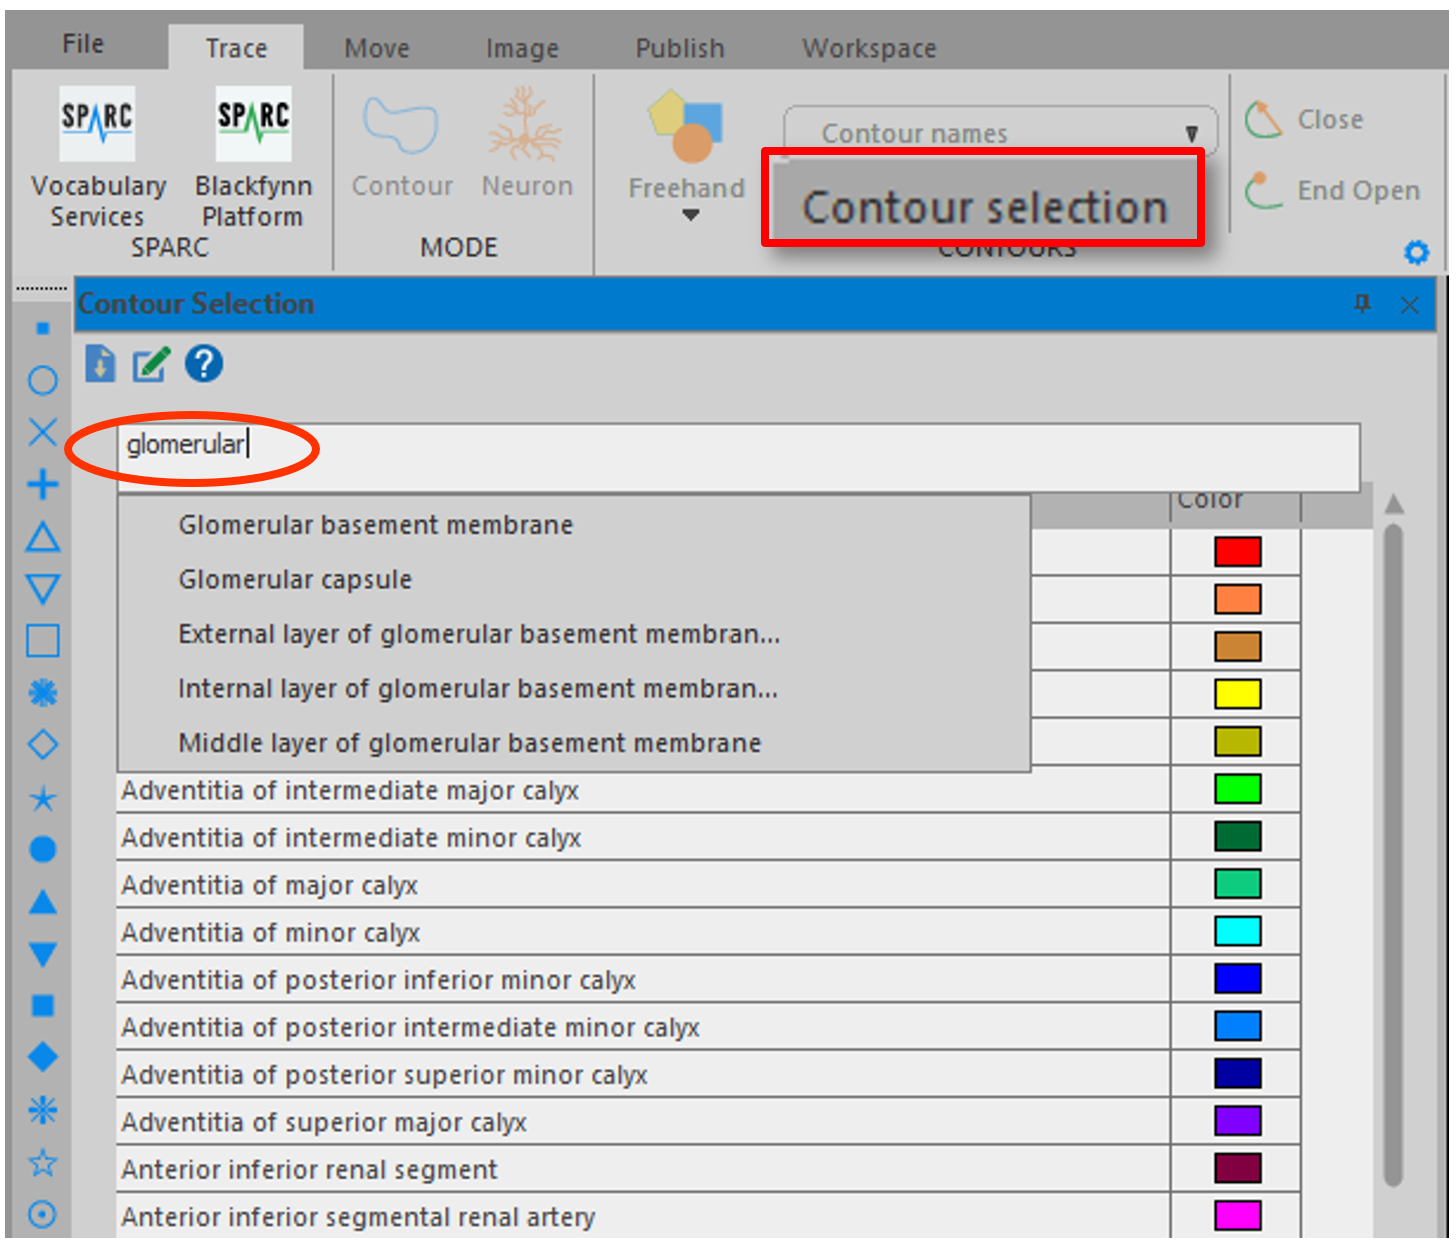 File Trace Move Image Publish Workspace
SPARC SPARC
Contour names
Close
Vocabulary Services
Blackfynn Platform
Contour Neuron
Freehand
Contour selection
End Open
SPARC MODE CONTOURS
Contour Selection
?
glomerular
Color
Glomerular basement membrane
Glomerular capsule
External layer of glomerular basement membran...
Internal layer of glomerular basement membran...
Middle layer of glomerular basement membrane
Adventitia of intermediate major calyx
Adventitia of intermediate minor calyx
Adventitia of major calyx
Adventitia of minor calyx
Adventitia of posterior inferior minor calyx
Adventitia of posterior intermediate minor calyx
Adventitia of posterior superior minor calyx
Adventitia of superior major calyx
Anterior inferior renal segment
Anterior inferior segmental renal artery